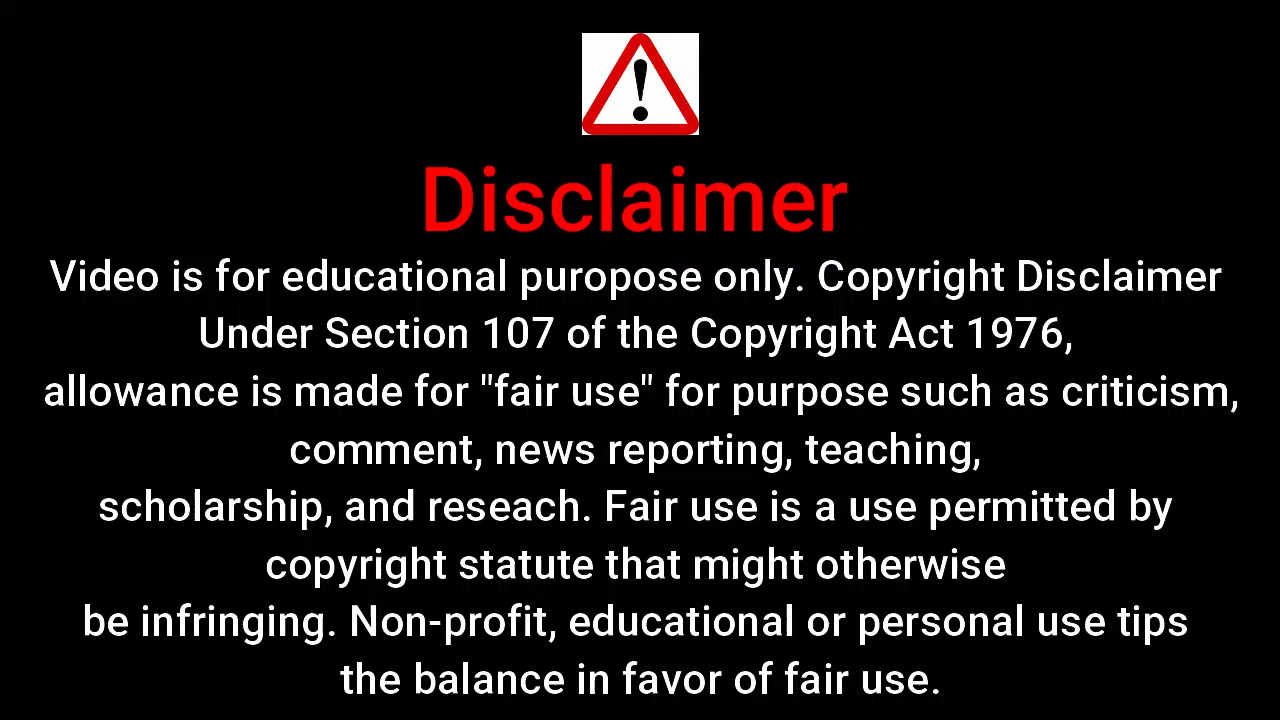 Disclaimer
Video is for educational puropose only. Copyright Disclaimer
Under Section 107 of the Copyright Act 1976,
allowance is made for "fair use" for purpose such as criticism,
comment, news reporting, teaching,
scholarship, and reseach. Fair use is a use permitted by
copyright statute that might otherwise
be infringing. Non-profit, educational or personal use tips
the balance in favor of fair use.